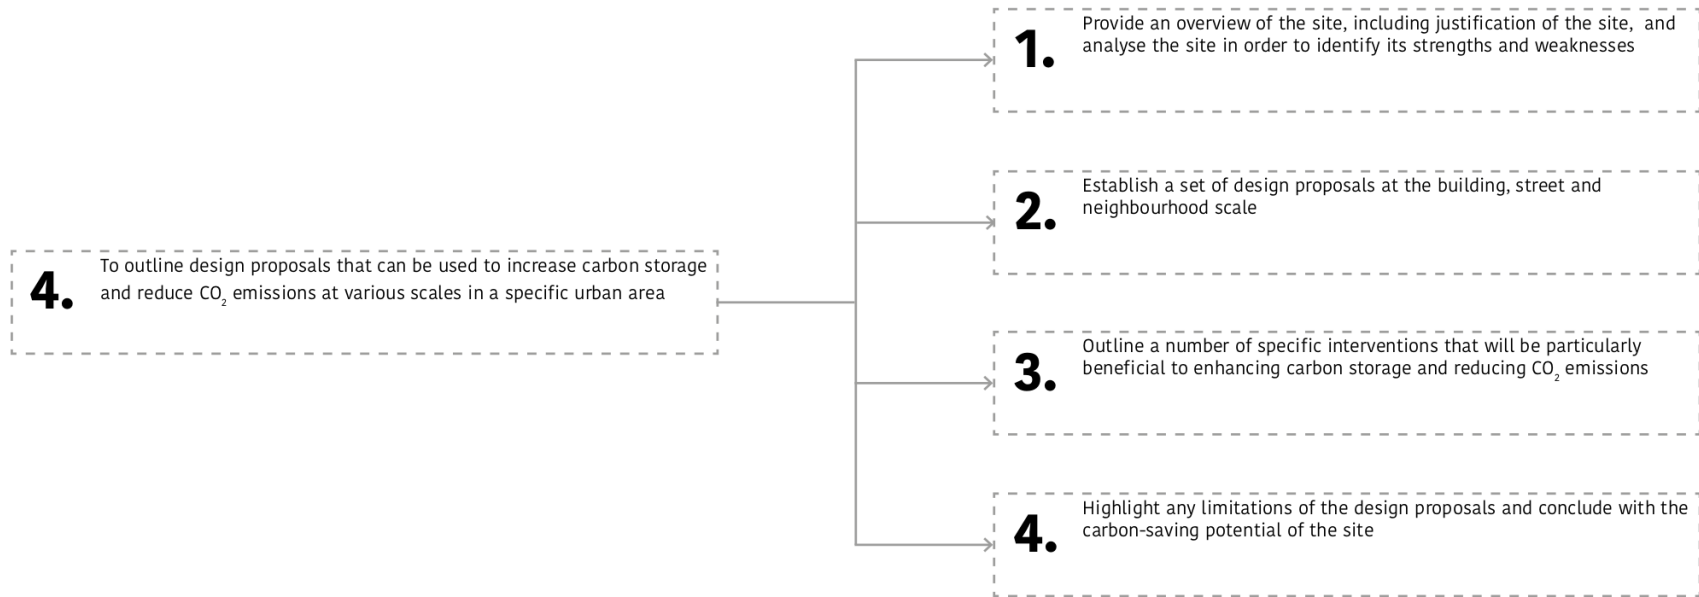 4.
To outline design proposals that can be used to increase carbon storage
and reduce CO₂ emissions at various scales in a specific urban area
1.
Provide an overview of the site, including justification of the site,  and
analyse the site in order to identify its strengths and weaknesses
2.
Establish a set of design proposals at the building, street and
neighbourhood scale
3.
Outline a number of specific interventions that will be particularly
beneficial to enhancing carbon storage and reducing CO₂ emissions
4.
Highlight any limitations of the design proposals and conclude with the
carbon-saving potential of the site